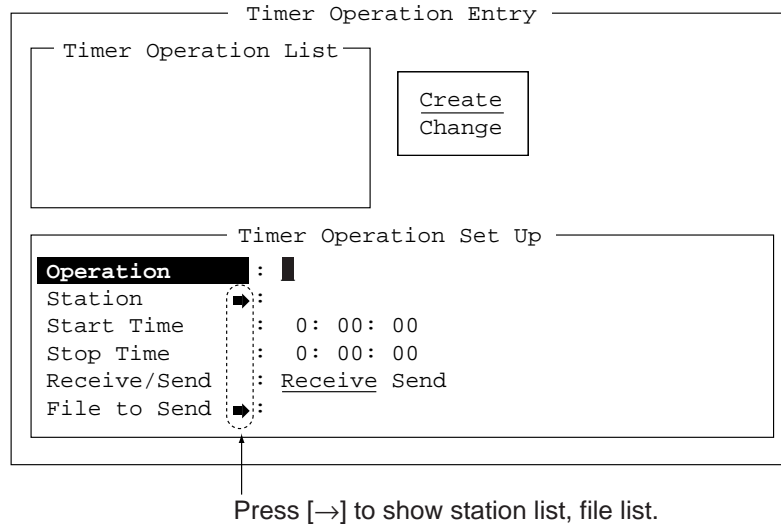 Timer Operation Entry
Timer Operation List
Create
Change
Timer Operation Set Up
Operation :
Station ➡:
Start Time : 0: 00: 00
Stop Time : 0: 00: 00
Receive/Send : Receive Send
File to Send ➡:
Press [→] to show station list, file list.